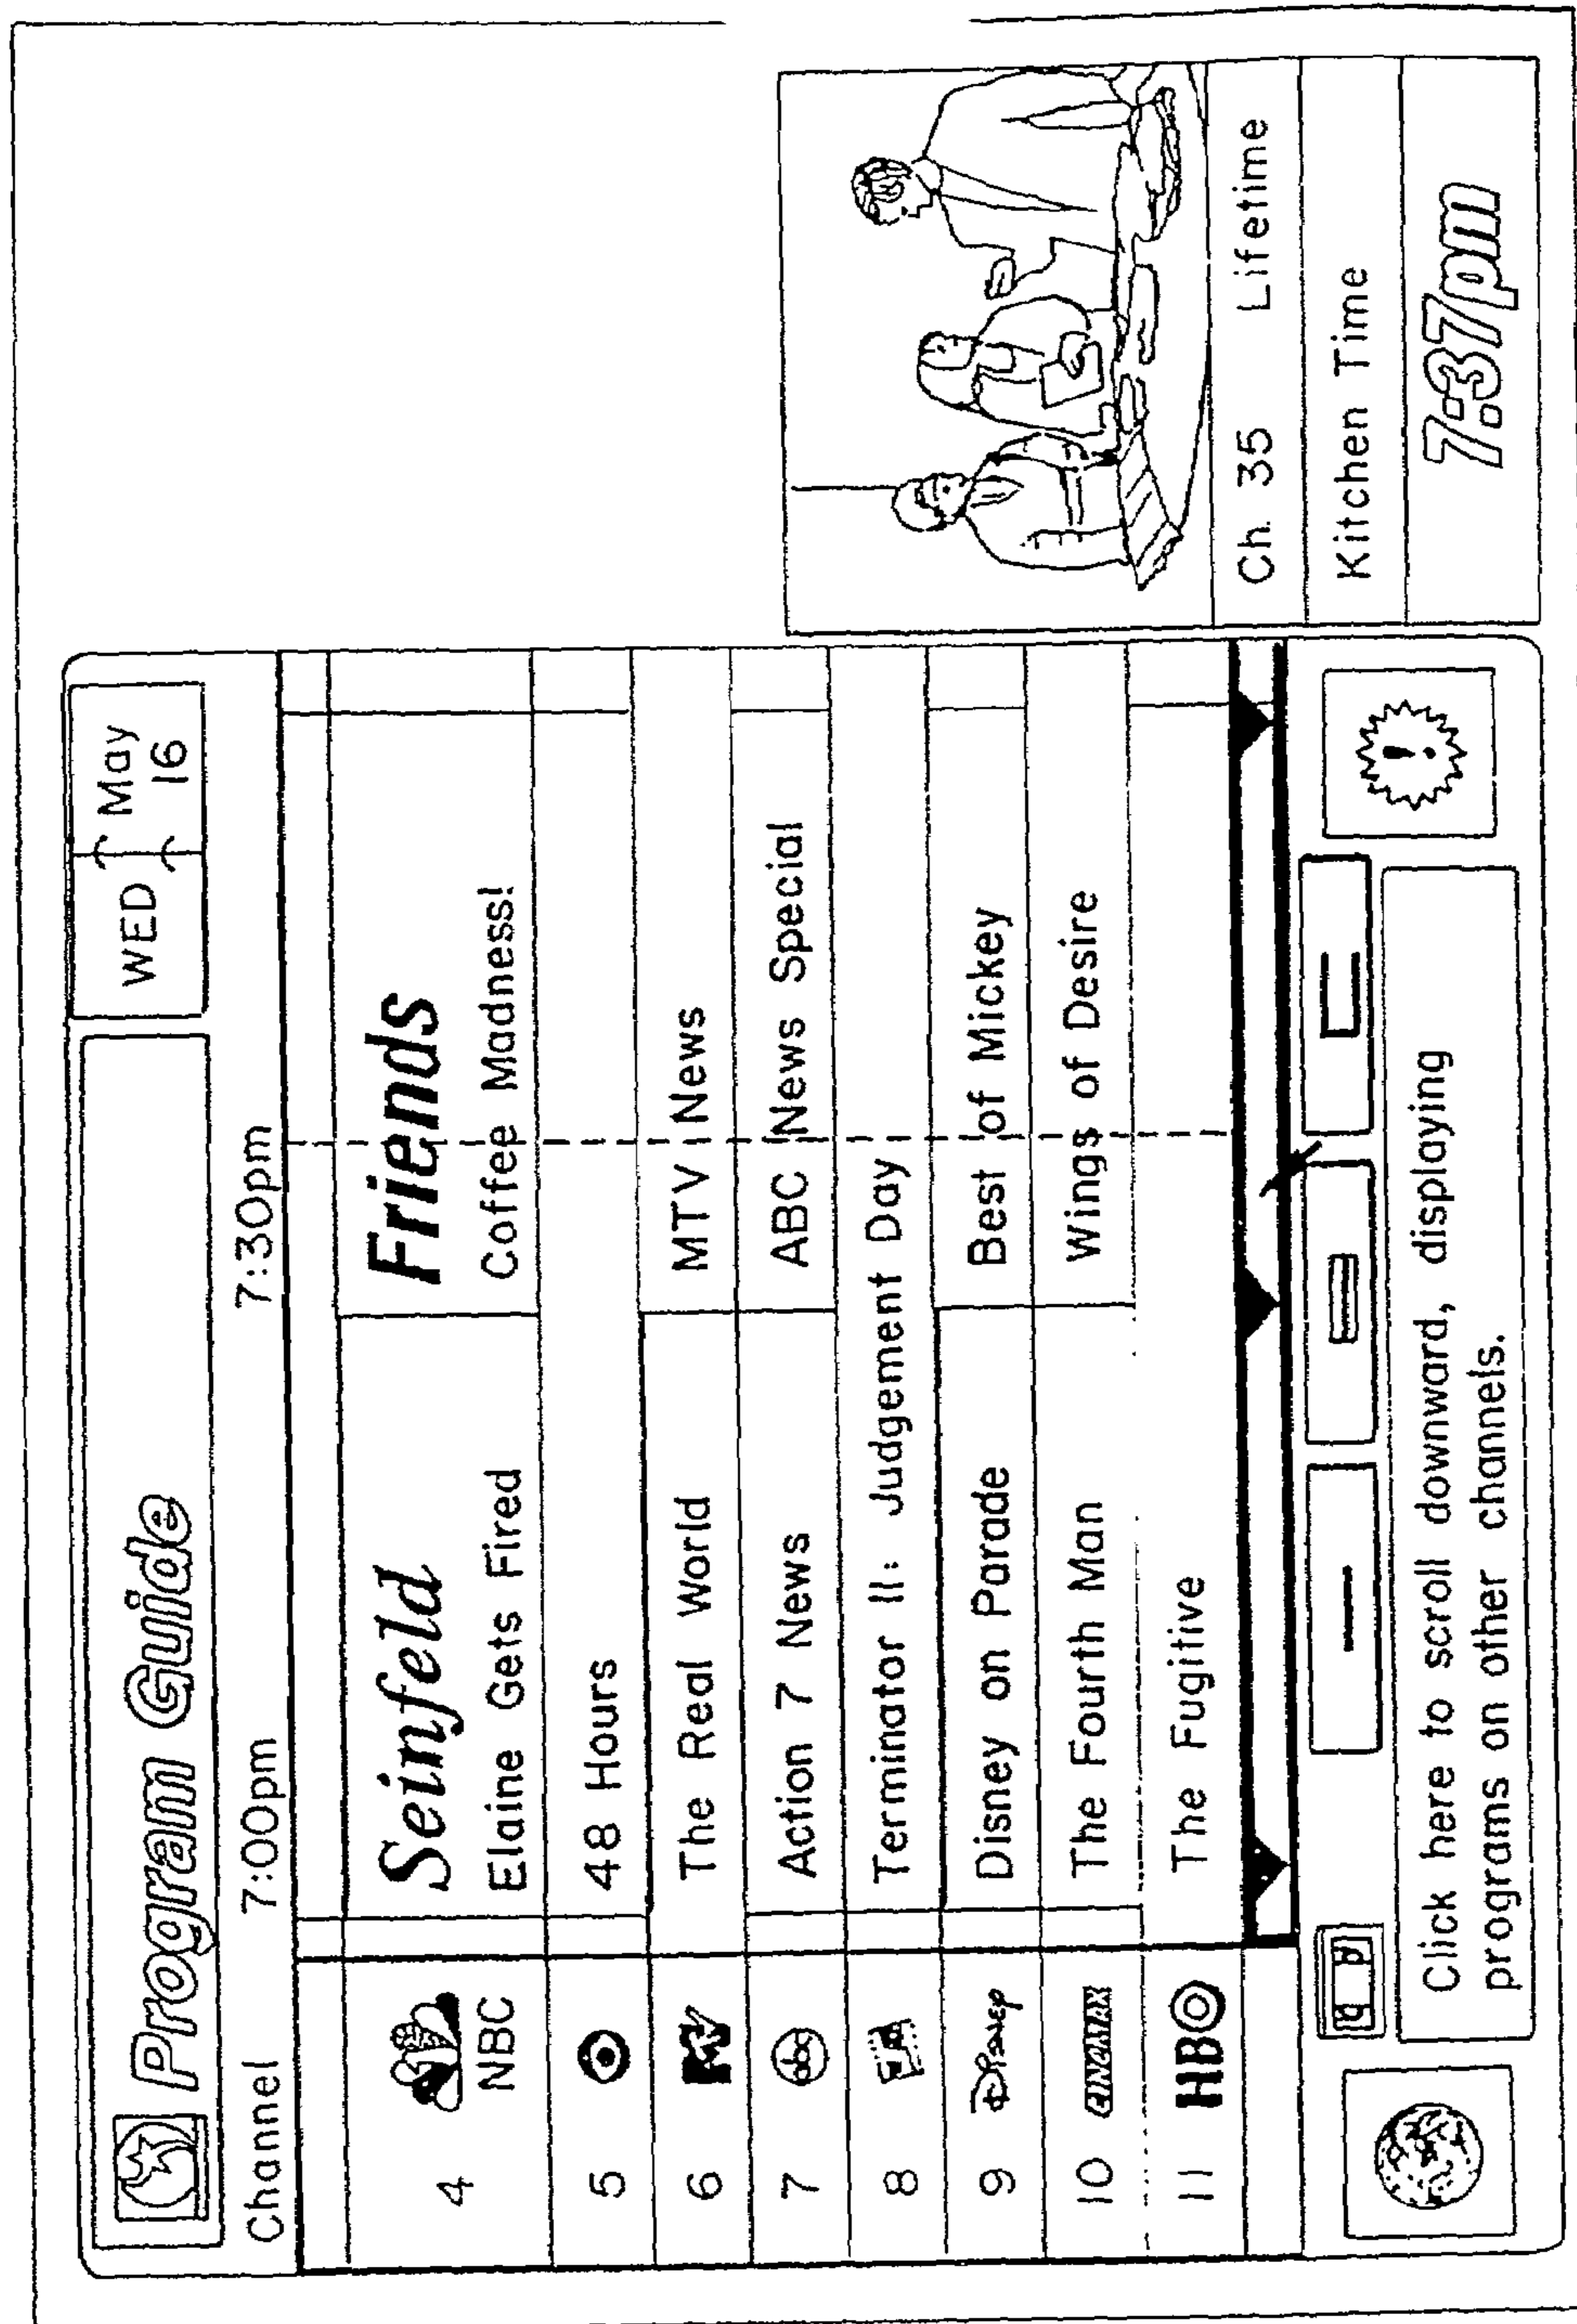 Program Guide
WED May
16
Channel 7:00pm 7:30pm
4 NBC
Seinfeld
Elaine Gets Fired
Friends
Coffee Madness!
5 48 Hours
6 The Real World MTV News
7 abc Action 7 News ABC News Special
8 Terminator II: Judgement Day
9 Disney Disney on Parade Best of Mickey
10 CINEMAX The Fourth Man Wings of Desire
11 HBO The Fugitive
!
Click here to scroll downward, displaying
programs on other channels.
Ch. 35 Lifetime
Kitchen Time
7:37pm